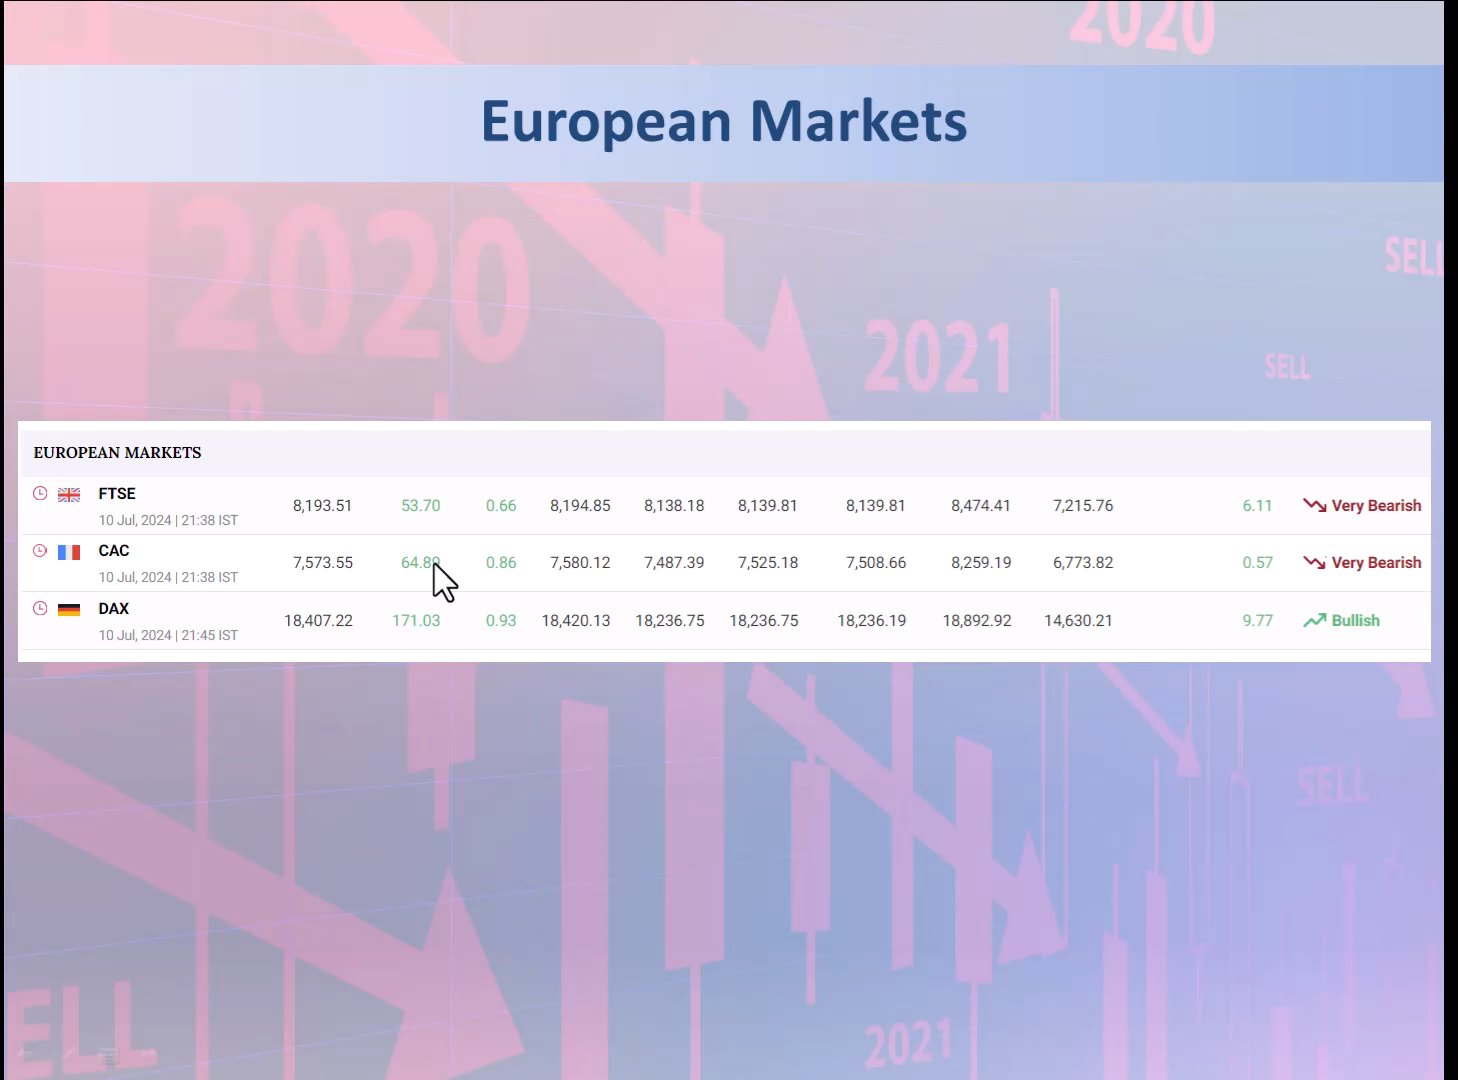 2020
European Markets
2020
SELL
2021
SELL
EUROPEAN MARKETS
FTSE 8,193.51 53.70 0.66 8,194.85 8,138.18 8,139.81 8,139.81 8,474.41 7,215.76 6.11 Very Bearish
10 Jul, 2024 | 21:38 IST
CAC 7,573.55 0.86 7,580.12 7,487.39 7,525.18 7,508.66 8,259.19 6,773.82 0.57 Very Bearish
10 Jul, 2024 | 21:38 IST
DAX 18,407.22 171.03 0.93 18,420.13 18,236.75 18,236.75 18,236.19 18,892.92 14,630.21 9.77 Bullish
10 Jul, 2024 | 21:45 IST
SELL
ELL
2021